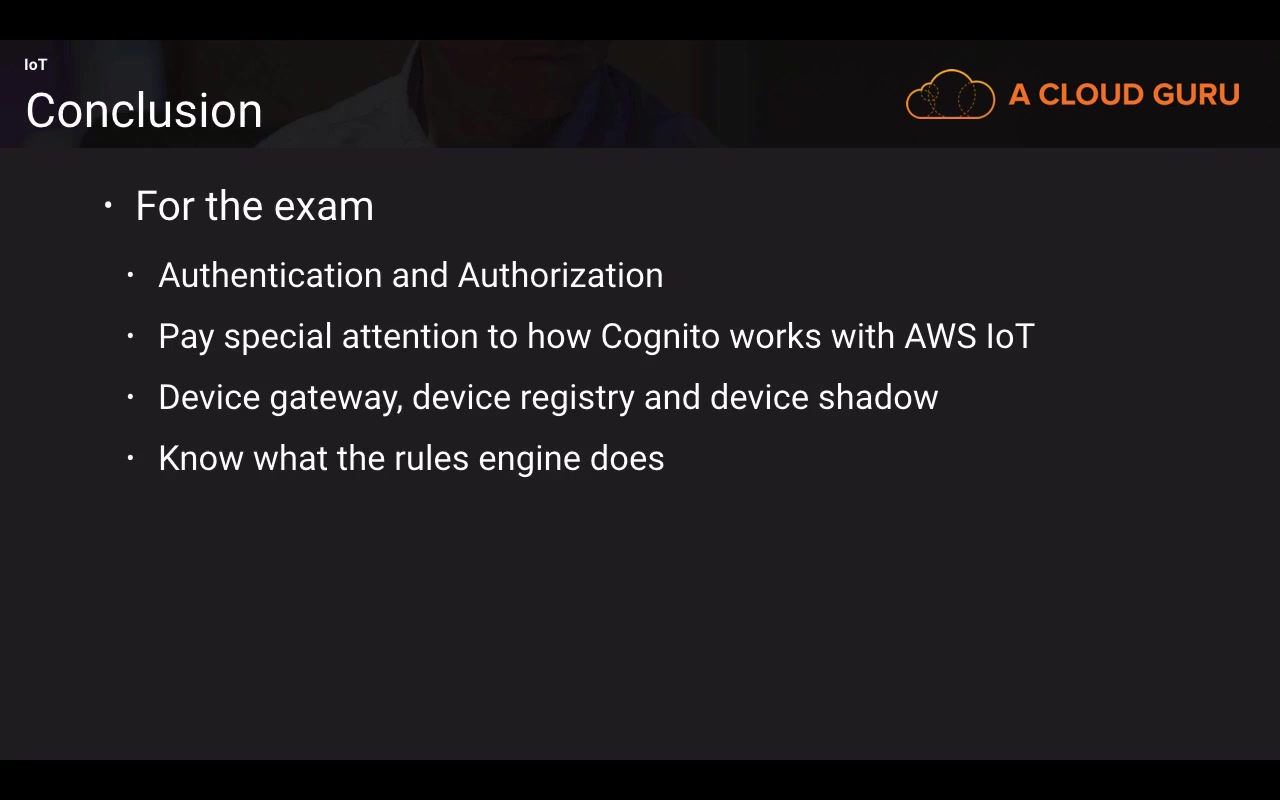 IoT
Conclusion
A CLOUD GURU
• For the exam
• Authentication and Authorization
• Pay special attention to how Cognito works with AWS IoT
• Device gateway, device registry and device shadow
• Know what the rules engine does